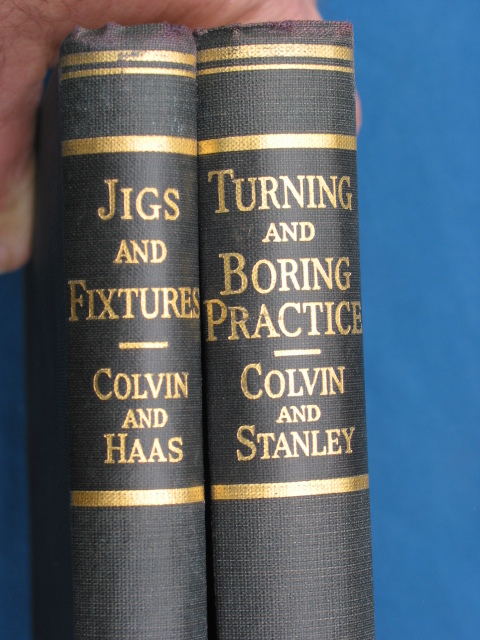 JIGS
AND
FIXTURES
COLVIN
AND
HAAS
TURNING
AND
BORING
PRACTICE
COLVIN
AND
STANLEY